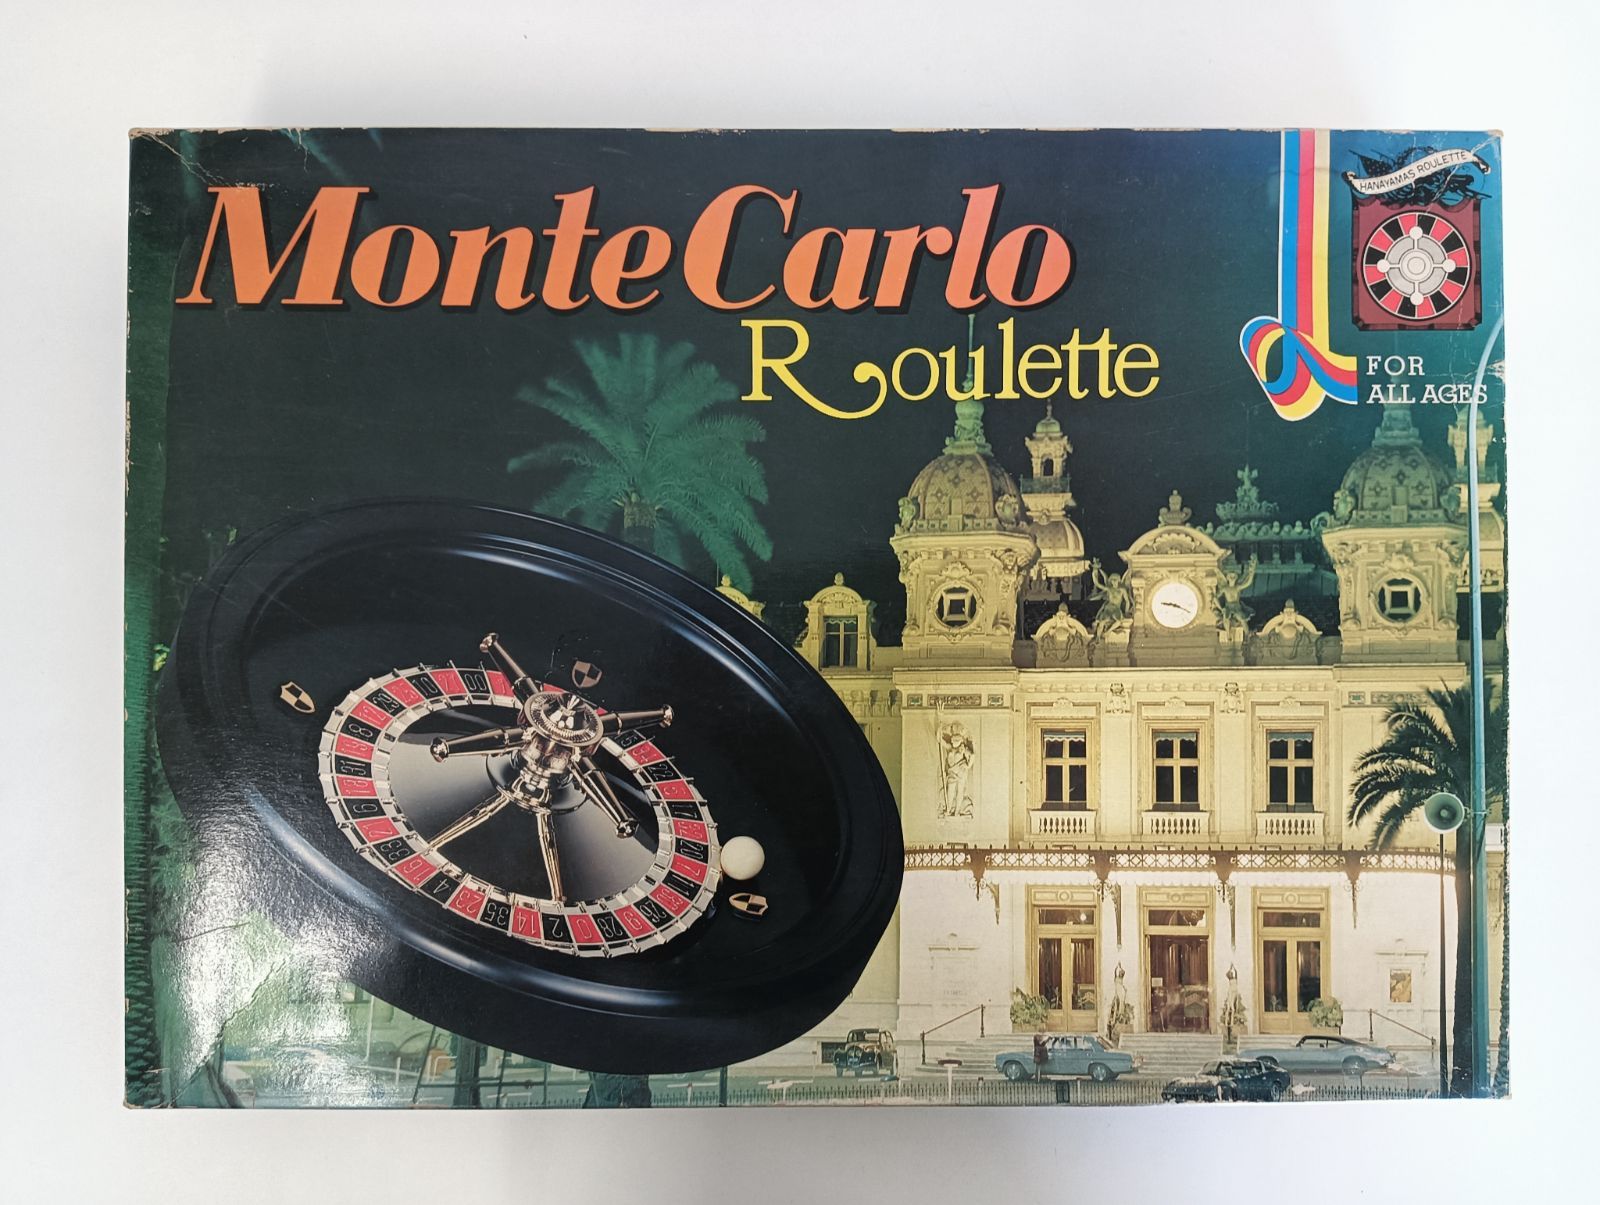 Monte Carlo
Roulette
HANAYAMAS ROULETTE
FOR
ALL AGES